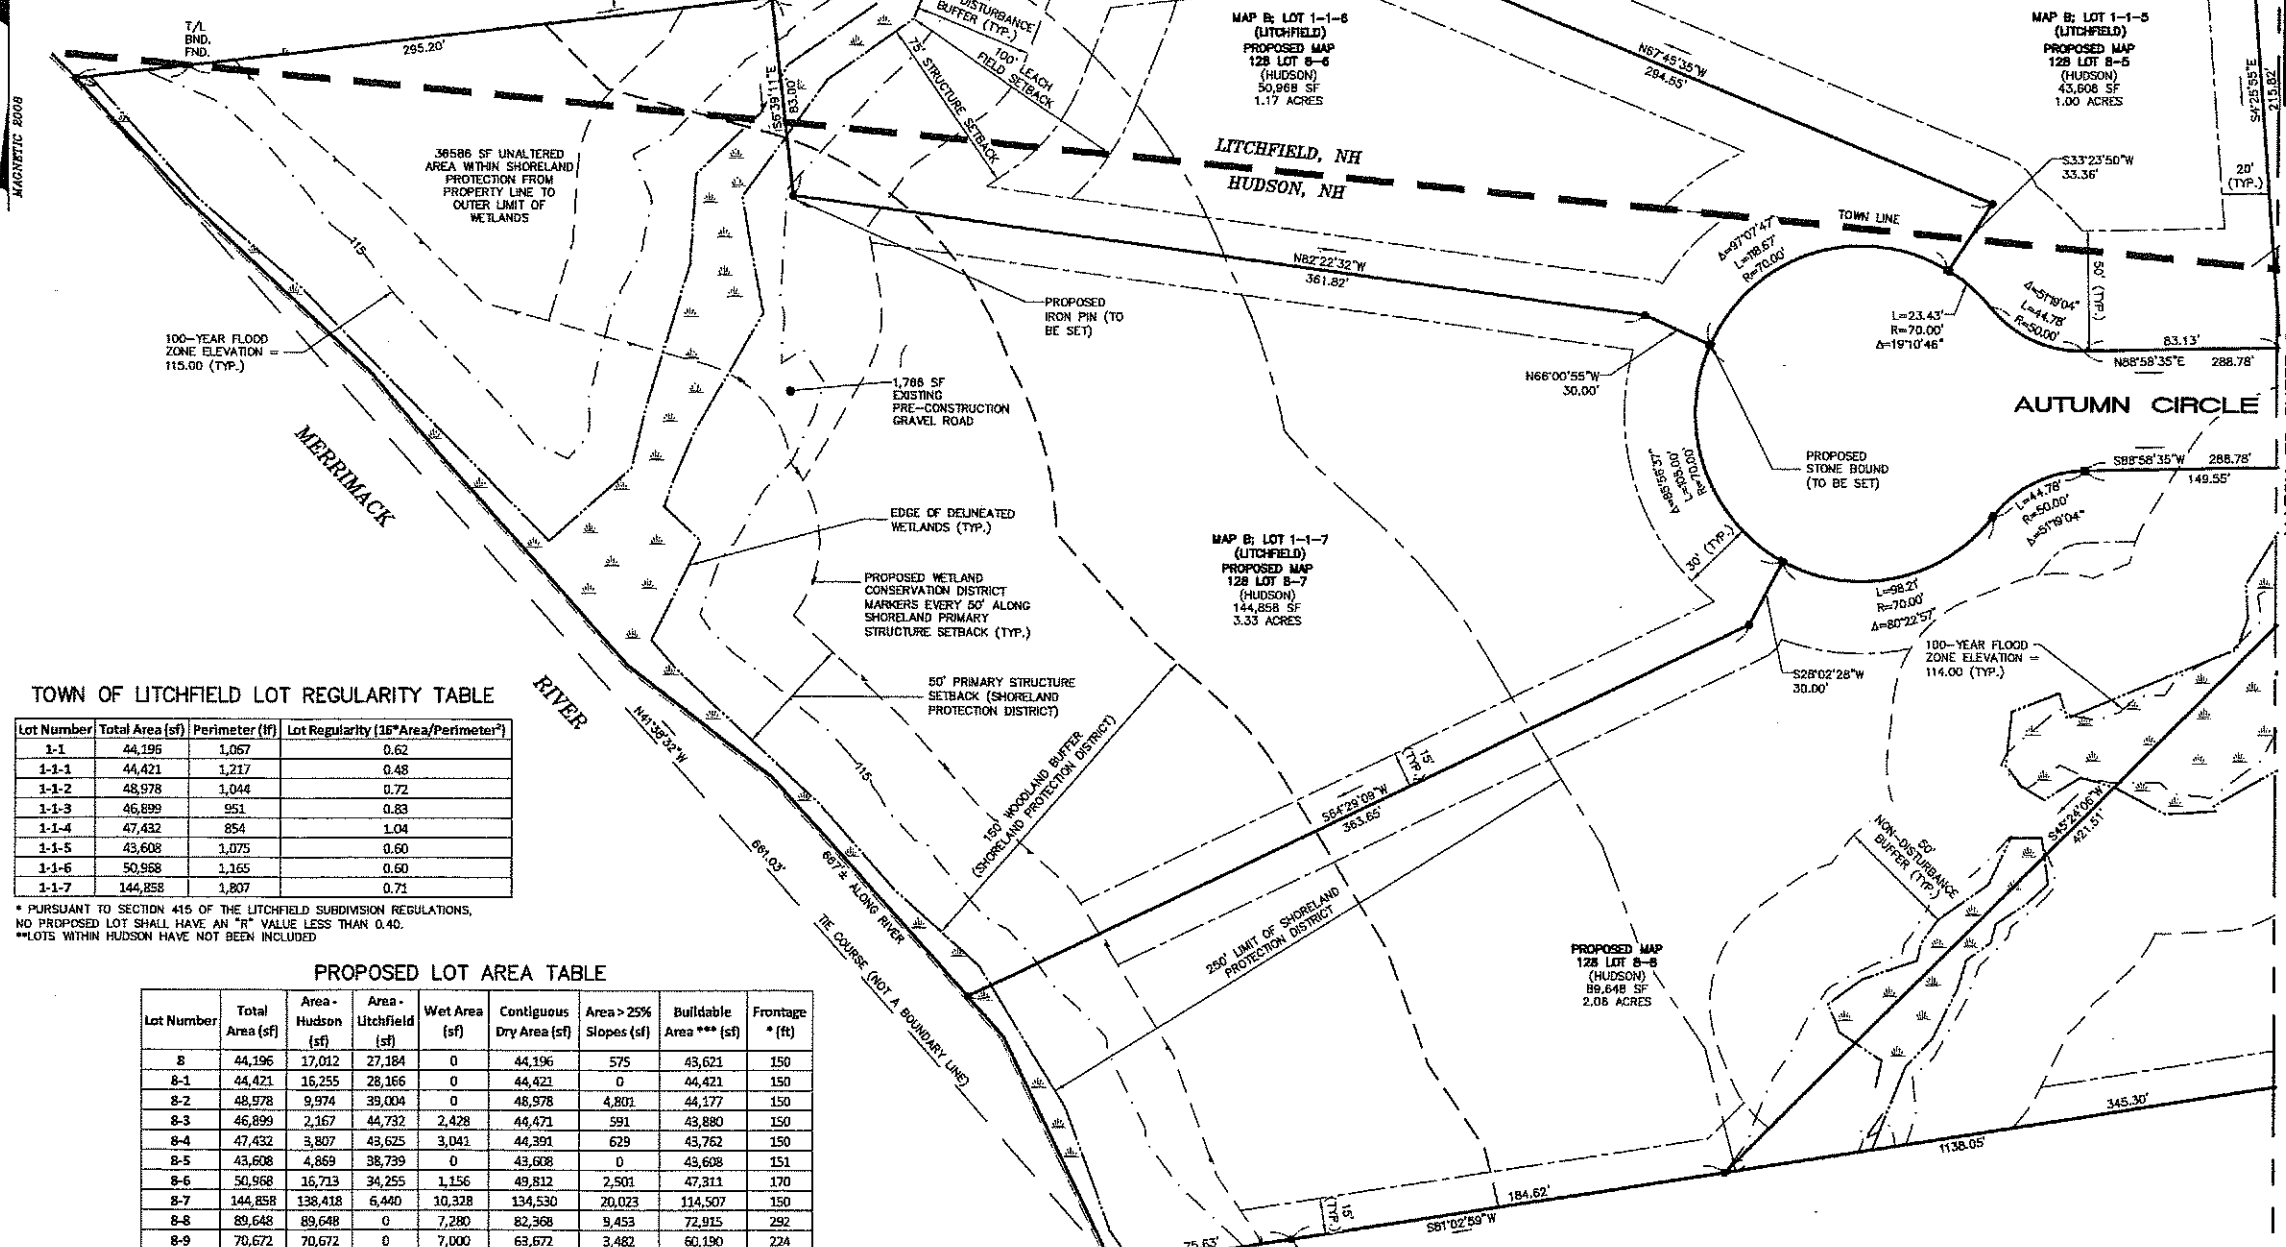 MAGNETIC 2008
T/L
BND.
FND.
295.20'
S6°39'11"E
83.00'
DISTURBANCE
BUFFER (TYP.)
100' LEACH
FIELD SETBACK
75'
STRUCTURE SETBACK
MAP B; LOT 1-1-6
(LITCHFIELD)
PROPOSED MAP
128 LOT 8-6
(HUDSON)
50,968 SF
1.17 ACRES
N67°45'35"W
294.55'
MAP B; LOT 1-1-5
(LITCHFIELD)
PROPOSED MAP
128 LOT 8-5
(HUDSON)
43,608 SF
1.00 ACRES
S4°25'55"E
215.82'
20'
(TYP.)
36586 SF UNALTERED
AREA WITHIN SHORELAND
PROTECTION FROM
PROPERTY LINE TO
OUTER LIMIT OF
WETLANDS
LITCHFIELD, NH
HUDSON, NH
TOWN LINE
S33°23'50"W
33.36'
115
100-YEAR FLOOD
ZONE ELEVATION =
115.00 (TYP.)
PROPOSED
IRON PIN (TO
BE SET)
N82°22'32"W
361.82'
Δ=97°07'47"
L=118.67'
R=70.00'
L=23.43'
R=70.00'
Δ=19°10'46"
Δ=51°19'04"
L=44.78'
R=50.00'
50' (TYP.)
83.13'
N88°58'35"E 288.78'
N66°00'55"W
30.00'
AUTUMN CIRCLE
1,786 SF
EXISTING
PRE-CONSTRUCTION
GRAVEL ROAD
MERRIMACK
RIVER
PROPOSED
STONE BOUND
(TO BE SET)
S88°58'35"W 288.78'
149.55'
L=44.78'
R=50.00'
Δ=51°19'04"
Δ=85°56'37"
L=105.00'
R=70.00'
30' (TYP.)
EDGE OF DELINEATED
WETLANDS (TYP.)
MAP B; LOT 1-1-7
(LITCHFIELD)
PROPOSED MAP
128 LOT 8-7
(HUDSON)
144,858 SF
3.33 ACRES
PROPOSED WETLAND
CONSERVATION DISTRICT
MARKERS EVERY 50' ALONG
SHORELAND PRIMARY
STRUCTURE SETBACK (TYP.)
L=98.21'
R=70.00'
Δ=80°22'57"
100-YEAR FLOOD
ZONE ELEVATION =
114.00 (TYP.)
S28°02'28"W
30.00'
50' PRIMARY STRUCTURE
SETBACK (SHORELAND
PROTECTION DISTRICT)
N41°38'32"W
661.03'
115
150' WOODLAND BUFFER
(SHORELAND PROTECTION DISTRICT)
15'
(TYP.)
S64°29'09"W
363.65'
667'± ALONG RIVER
TIE COURSE (NOT A BOUNDARY LINE)
250' LIMIT OF SHORELAND
PROTECTION DISTRICT
50'
NON-DISTURBANCE
BUFFER (TYP.)
S45°24'06"W
421.51'
PROPOSED MAP
128 LOT 8-8
(HUDSON)
89,648 SF
2.06 ACRES
345.30'
1138.05'
184.62'
S81°02'59"W
15'
(TYP.)
75.63'
TOWN OF LITCHFIELD LOT REGULARITY TABLE
Lot Number Total Area (sf) Perimeter (lf) Lot Regularity (16*Area/Perimeter²)
1-1 44,196 1,067 0.62
1-1-1 44,421 1,217 0.48
1-1-2 48,978 1,044 0.72
1-1-3 46,899 951 0.83
1-1-4 47,432 854 1.04
1-1-5 43,608 1,075 0.60
1-1-6 50,968 1,165 0.60
1-1-7 144,858 1,807 0.71
* PURSUANT TO SECTION 415 OF THE LITCHFIELD SUBDIVISION REGULATIONS,
NO PROPOSED LOT SHALL HAVE AN "R" VALUE LESS THAN 0.40.
**LOTS WITHIN HUDSON HAVE NOT BEEN INCLUDED
PROPOSED LOT AREA TABLE
Lot Number Total Area (sf) Area - Hudson (sf) Area - Litchfield (sf) Wet Area (sf) Contiguous Dry Area (sf) Area > 25% Slopes (sf) Buildable Area *** (sf) Frontage * (ft)
8 44,196 17,012 27,184 0 44,196 575 43,621 150
8-1 44,421 16,255 28,166 0 44,421 0 44,421 150
8-2 48,978 9,974 39,004 0 48,978 4,801 44,177 150
8-3 46,899 2,167 44,732 2,428 44,471 591 43,880 150
8-4 47,432 3,807 43,625 3,041 44,391 629 43,762 150
8-5 43,608 4,869 38,739 0 43,608 0 43,608 151
8-6 50,968 16,713 34,255 1,156 49,812 2,501 47,311 170
8-7 144,858 138,418 6,440 10,328 134,530 20,023 114,507 150
8-8 89,648 89,648 0 7,280 82,368 9,453 72,915 292
8-9 70,672 70,672 0 7,000 63,672 3,482 60,190 224